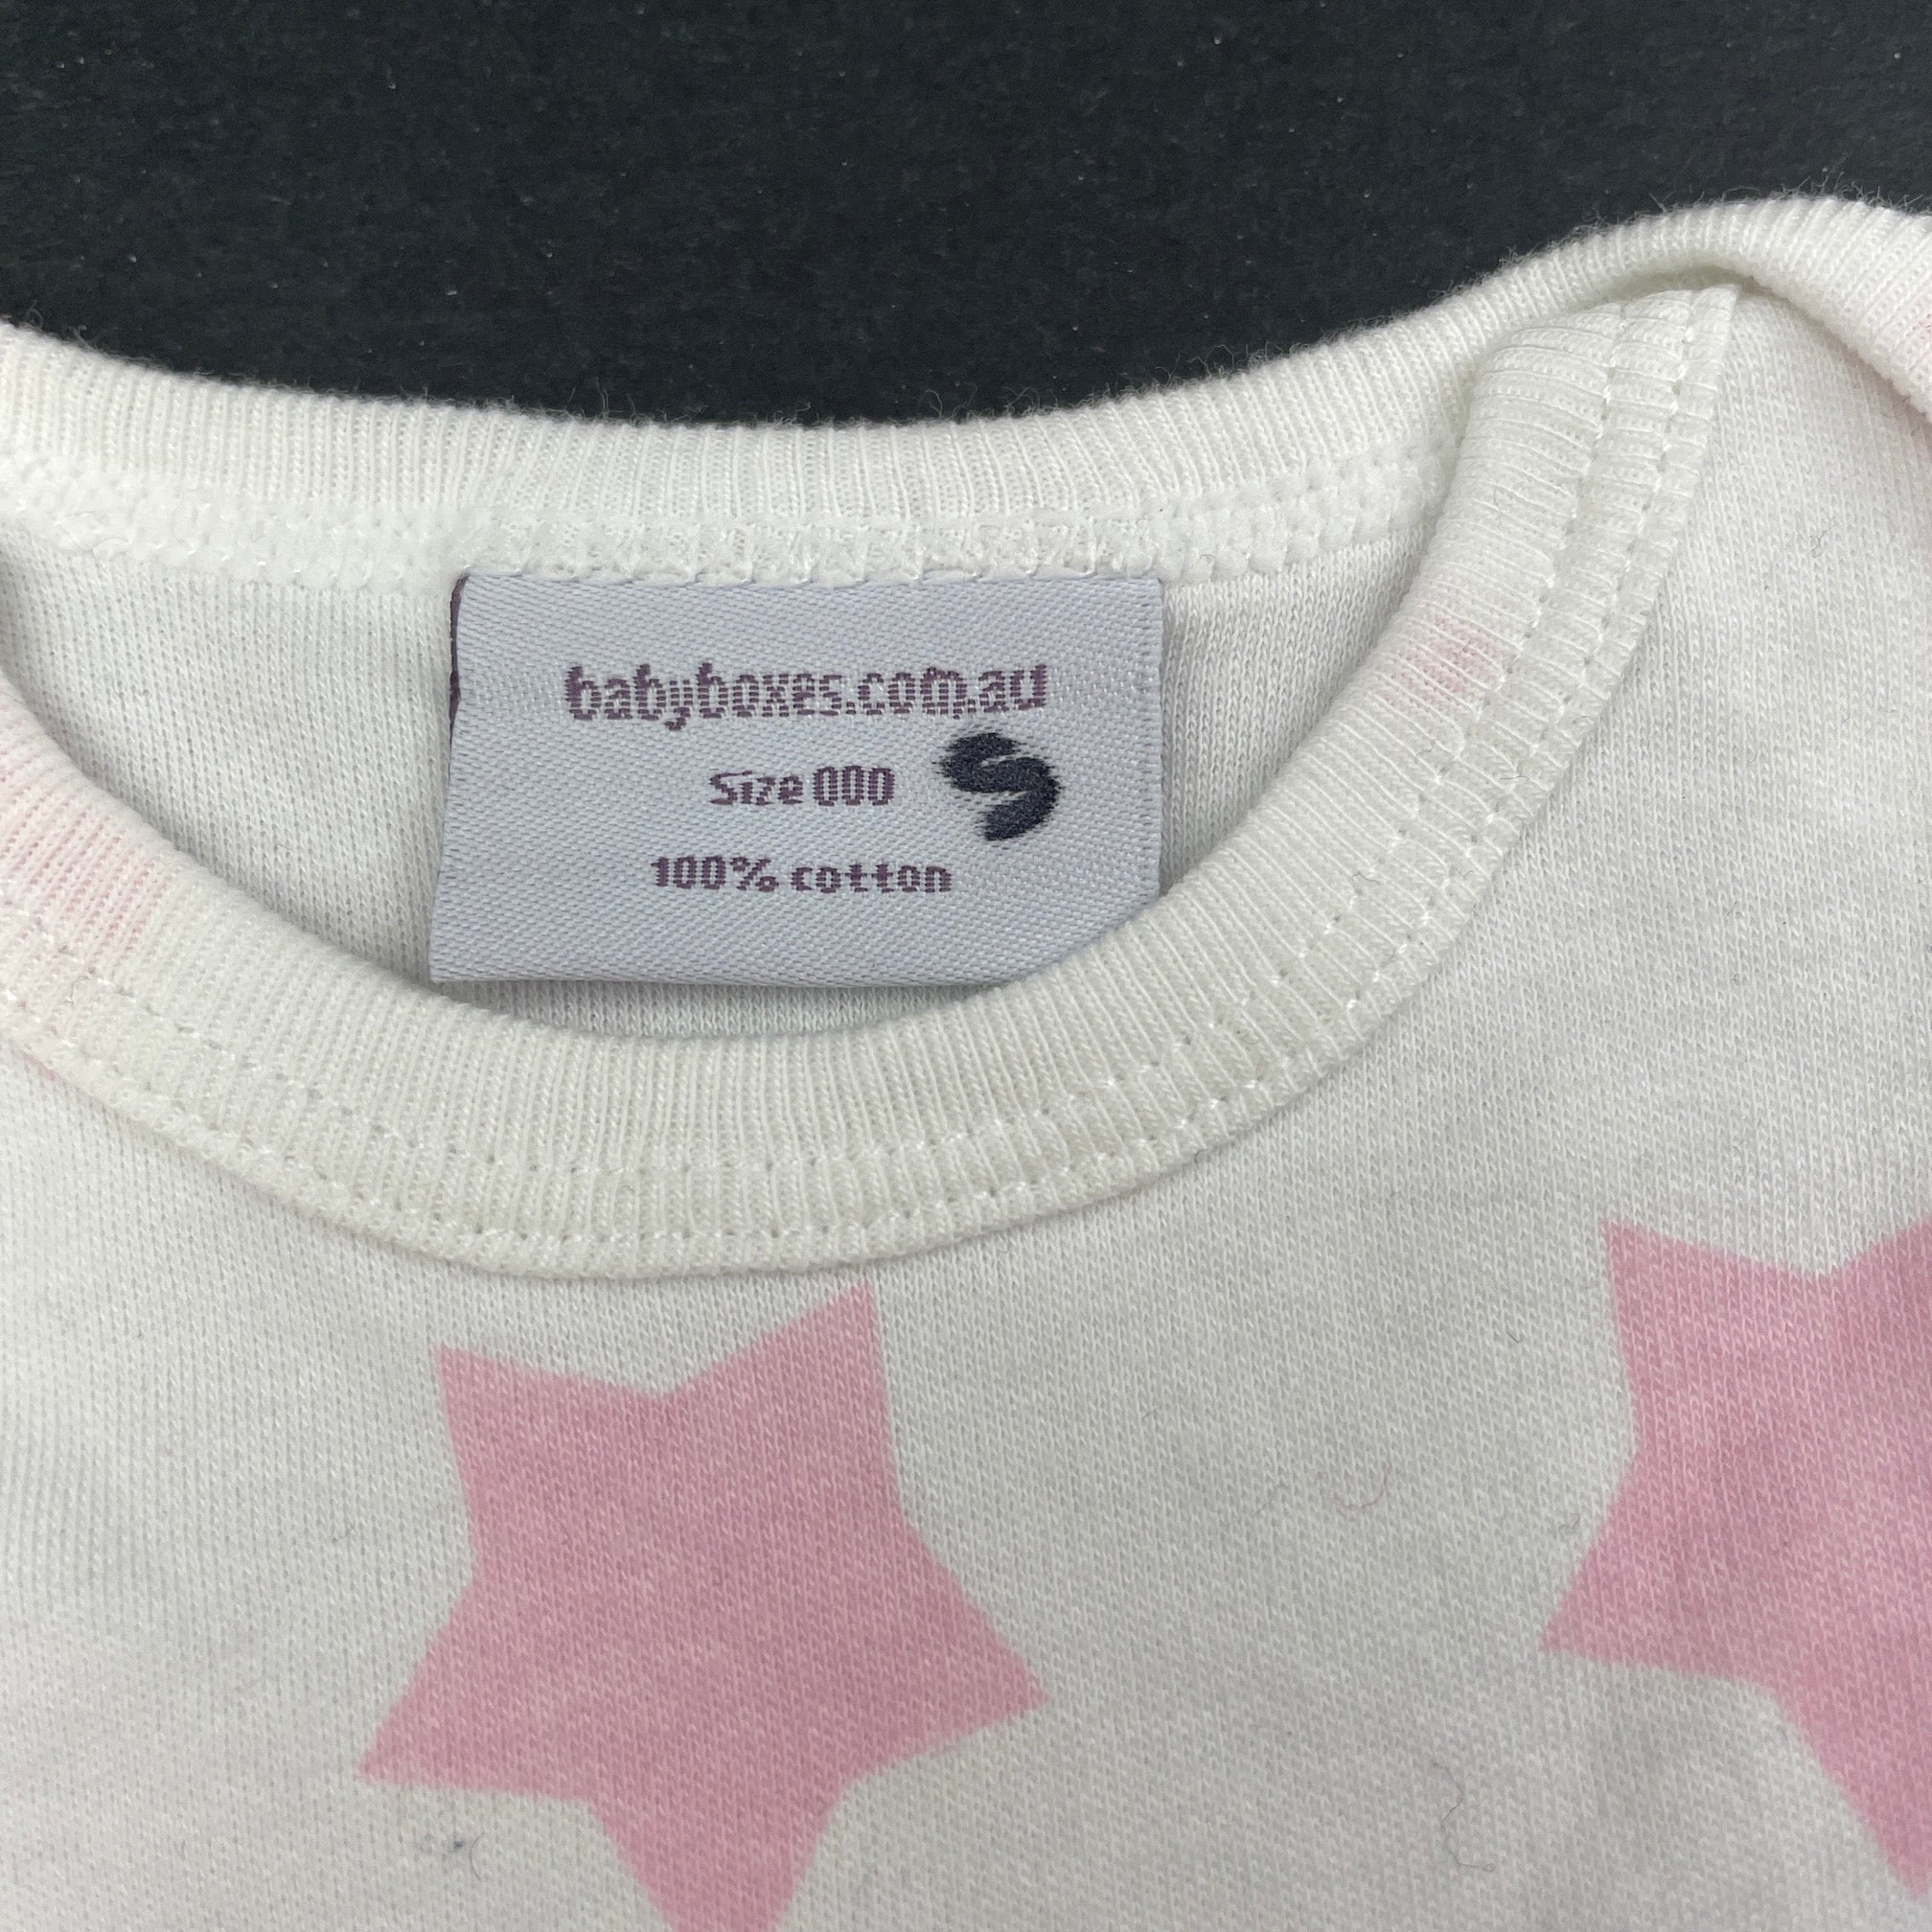 babyboxes.com.au
Size 000 S
100% cotton